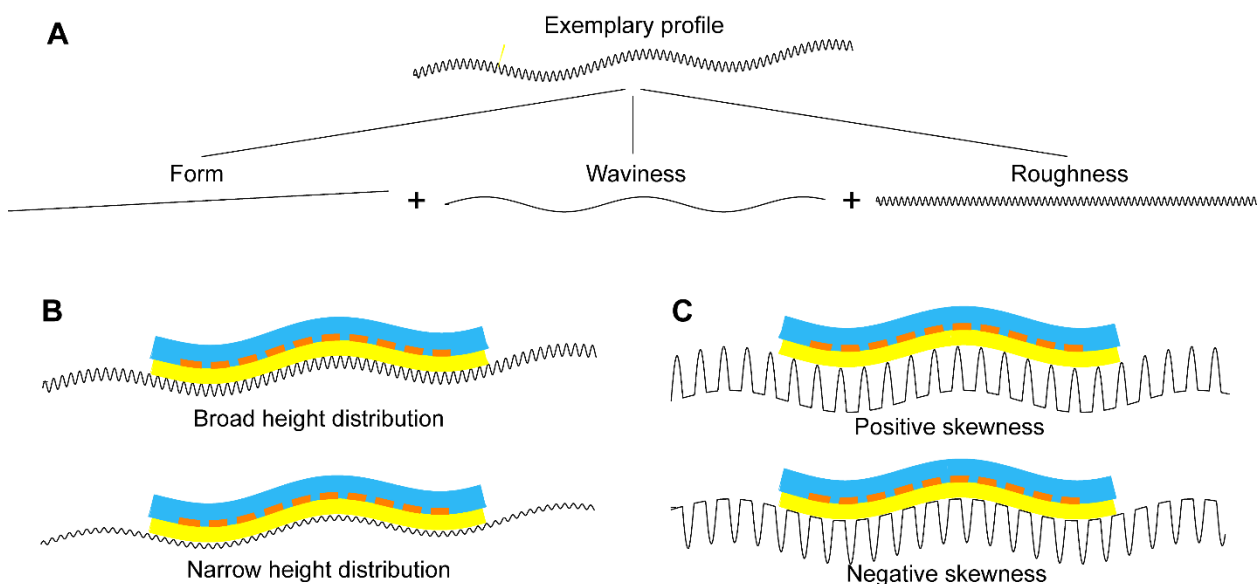 A
Exemplary profile
Form
Waviness
Roughness
+
+
B
Broad height distribution
Narrow height distribution
C
Positive skewness
Negative skewness